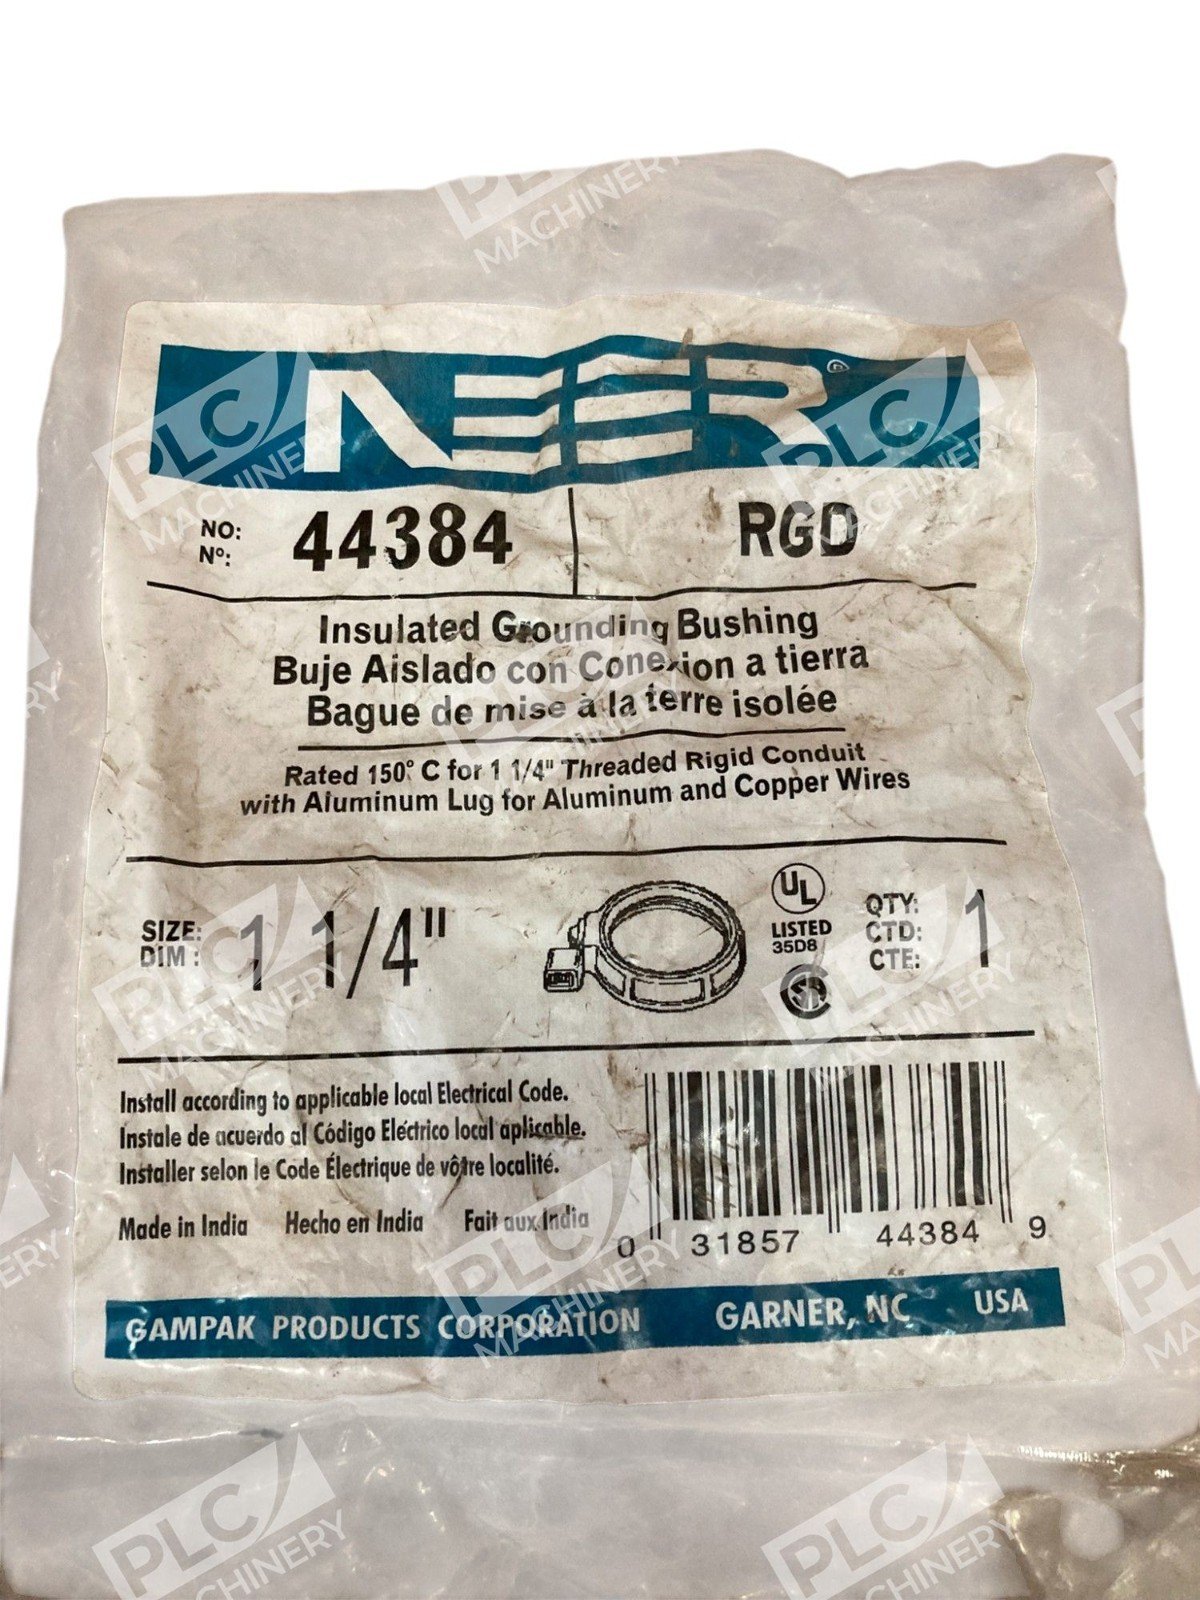 NEER®
NO: 44384 RGD
Nº:
Insulated Grounding Bushing
Buje Aislado con Conexion a tierra
Bague de mise à la terre isolée
Rated 150° C for 1 1/4" Threaded Rigid Conduit
with Aluminum Lug for Aluminum and Copper Wires
SIZE: 1 1/4"
DIM:
UL
LISTED
35D8
SA
QTY: 1
CTD:
CTE:
Install according to applicable local Electrical Code.
Instale de acuerdo al Código Eléctrico local aplicable.
Installer selon le Code Électrique de vôtre localité.
Made in India Hecho en India Fait aux India
0 31857 44384 9
GAMPAK PRODUCTS CORPORATION GARNER, NC USA
PLC MACHINERY